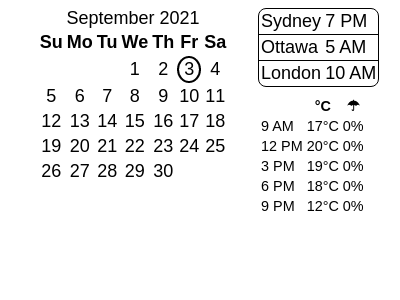 September 2021
Su Mo Tu We Th Fr Sa
1 2 3 4
5 6 7 8 9 10 11
12 13 14 15 16 17 18
19 20 21 22 23 24 25
26 27 28 29 30
Sydney 7 PM
Ottawa 5 AM
London 10 AM
°C ☂
9 AM 17°C 0%
12 PM 20°C 0%
3 PM 19°C 0%
6 PM 18°C 0%
9 PM 12°C 0%